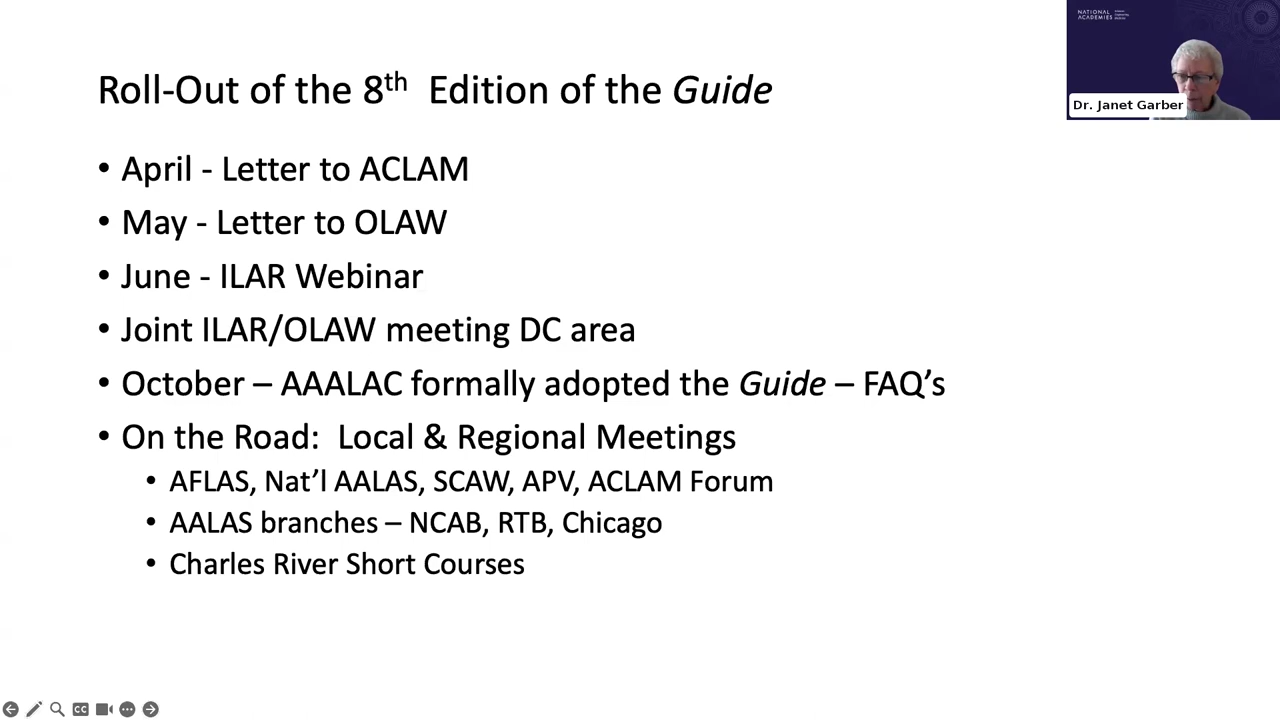 NATIONAL
ACADEMIES
Dr. Janet Garber
Roll-Out of the 8th Edition of the Guide
• April - Letter to ACLAM
• May - Letter to OLAW
• June - ILAR Webinar
• Joint ILAR/OLAW meeting DC area
• October – AAALAC formally adopted the Guide – FAQ’s
• On the Road: Local & Regional Meetings
• AFLAS, Nat’l AALAS, SCAW, APV, ACLAM Forum
• AALAS branches – NCAB, RTB, Chicago
• Charles River Short Courses
CC